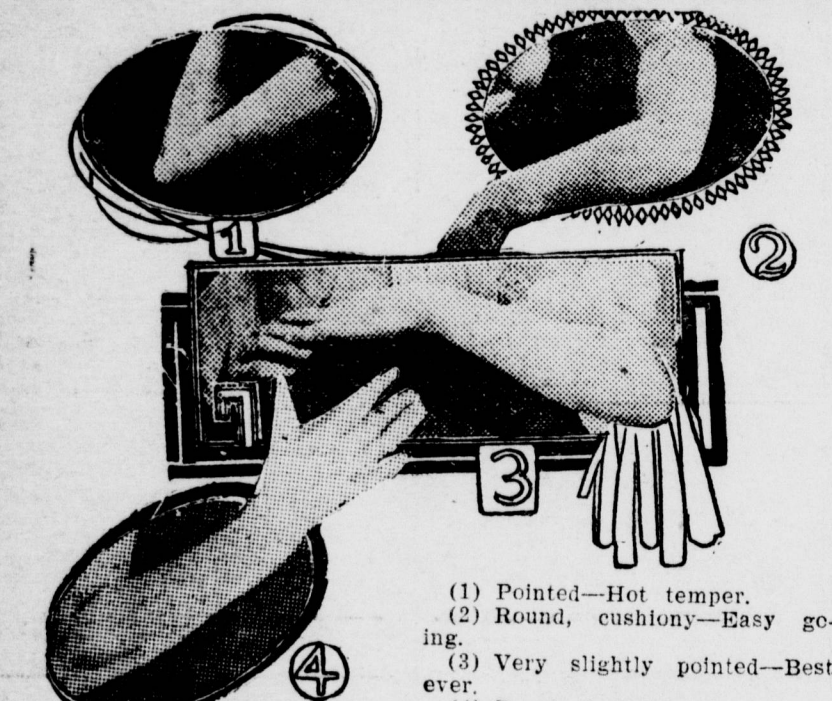 1
2
3
4
(1) Pointed—Hot temper.
(2) Round, cushiony—Easy go-
ing.
(3) Very slightly pointed—Best
ever.